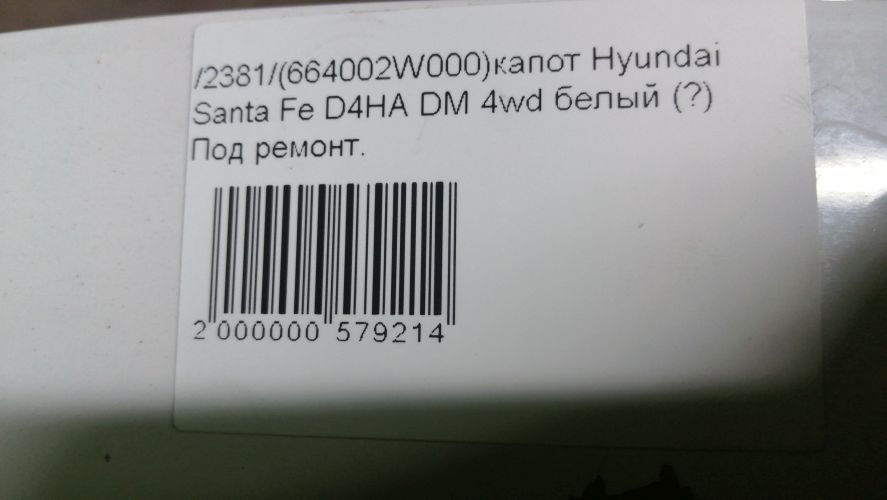 /2381/(664002W000)капот Hyundai
Santa Fe D4HA DM 4wd белый (?)
Под ремонт.
2 000000 579214